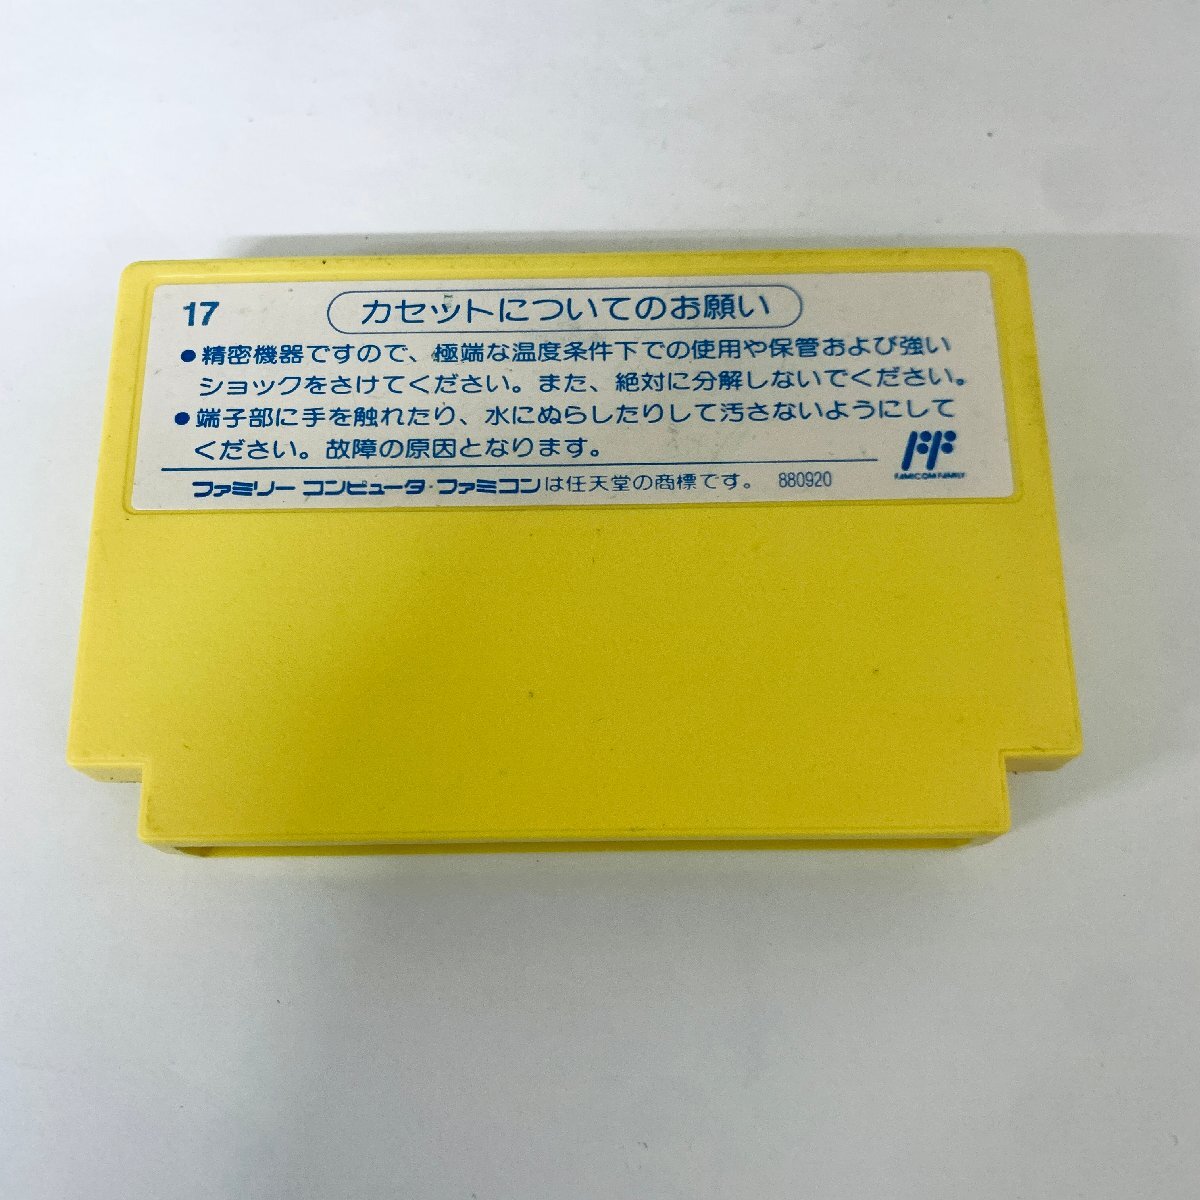 17
カセットについてのお願い
●精密機器ですので、極端な温度条件下での使用や保管および強い
ショックをさけてください。また、絶対に分解しないでください。
●端子部に手を触れたり、水にぬらしたりして汚さないようにして
ください。故障の原因となります。
FAMICOM FAMILY
ファミリー コンピュータ・ファミコンは任天堂の商標です。 880920